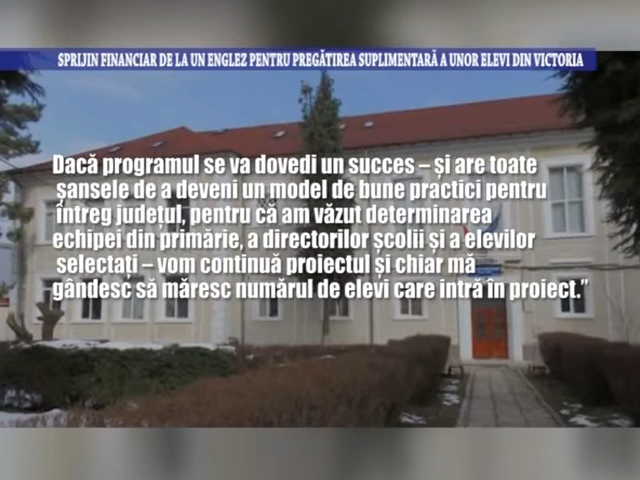 SPRIJIN FINANCIAR DE LA UN ENGLEZ PENTRU PREGĂTIREA SUPLIMENTARĂ A UNOR ELEVI DIN VICTORIA
Dacă programul se va dovedi un succes – și are toate
șansele de a deveni un model de bune practici pentru
întreg județul, pentru că am văzut determinarea
echipei din primărie, a directorilor școlii și a elevilor
selectați – vom continuă proiectul și chiar mă
gândesc să măresc numărul de elevi care intră în proiect.”